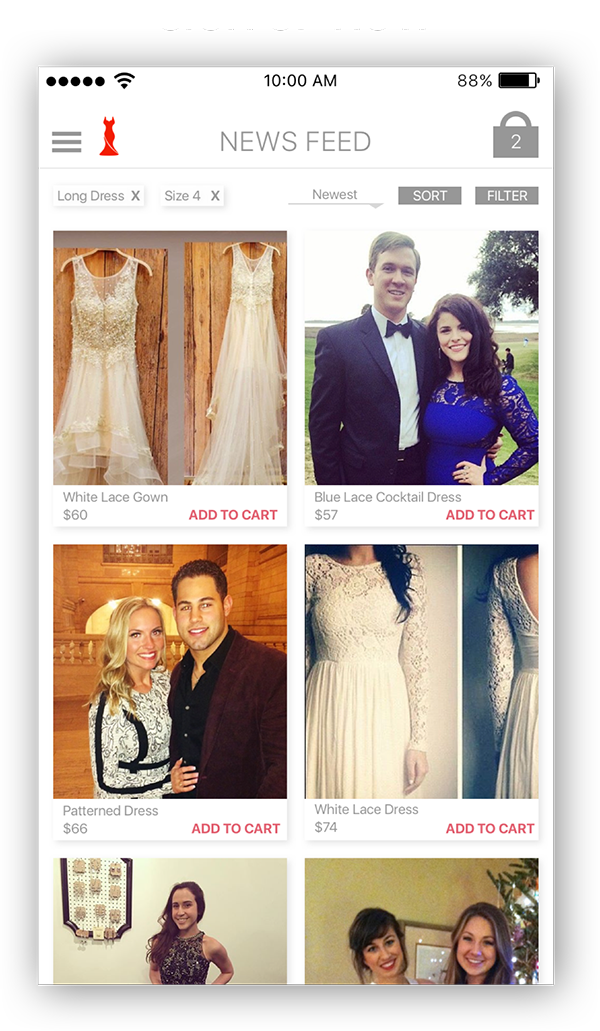 10:00 AM
88%
NEWS FEED
2
Long Dress X
Size 4 X
Newest
SORT
FILTER
White Lace Gown
$60
ADD TO CART
Blue Lace Cocktail Dress
$57
ADD TO CART
Patterned Dress
$66
ADD TO CART
White Lace Dress
$74
ADD TO CART